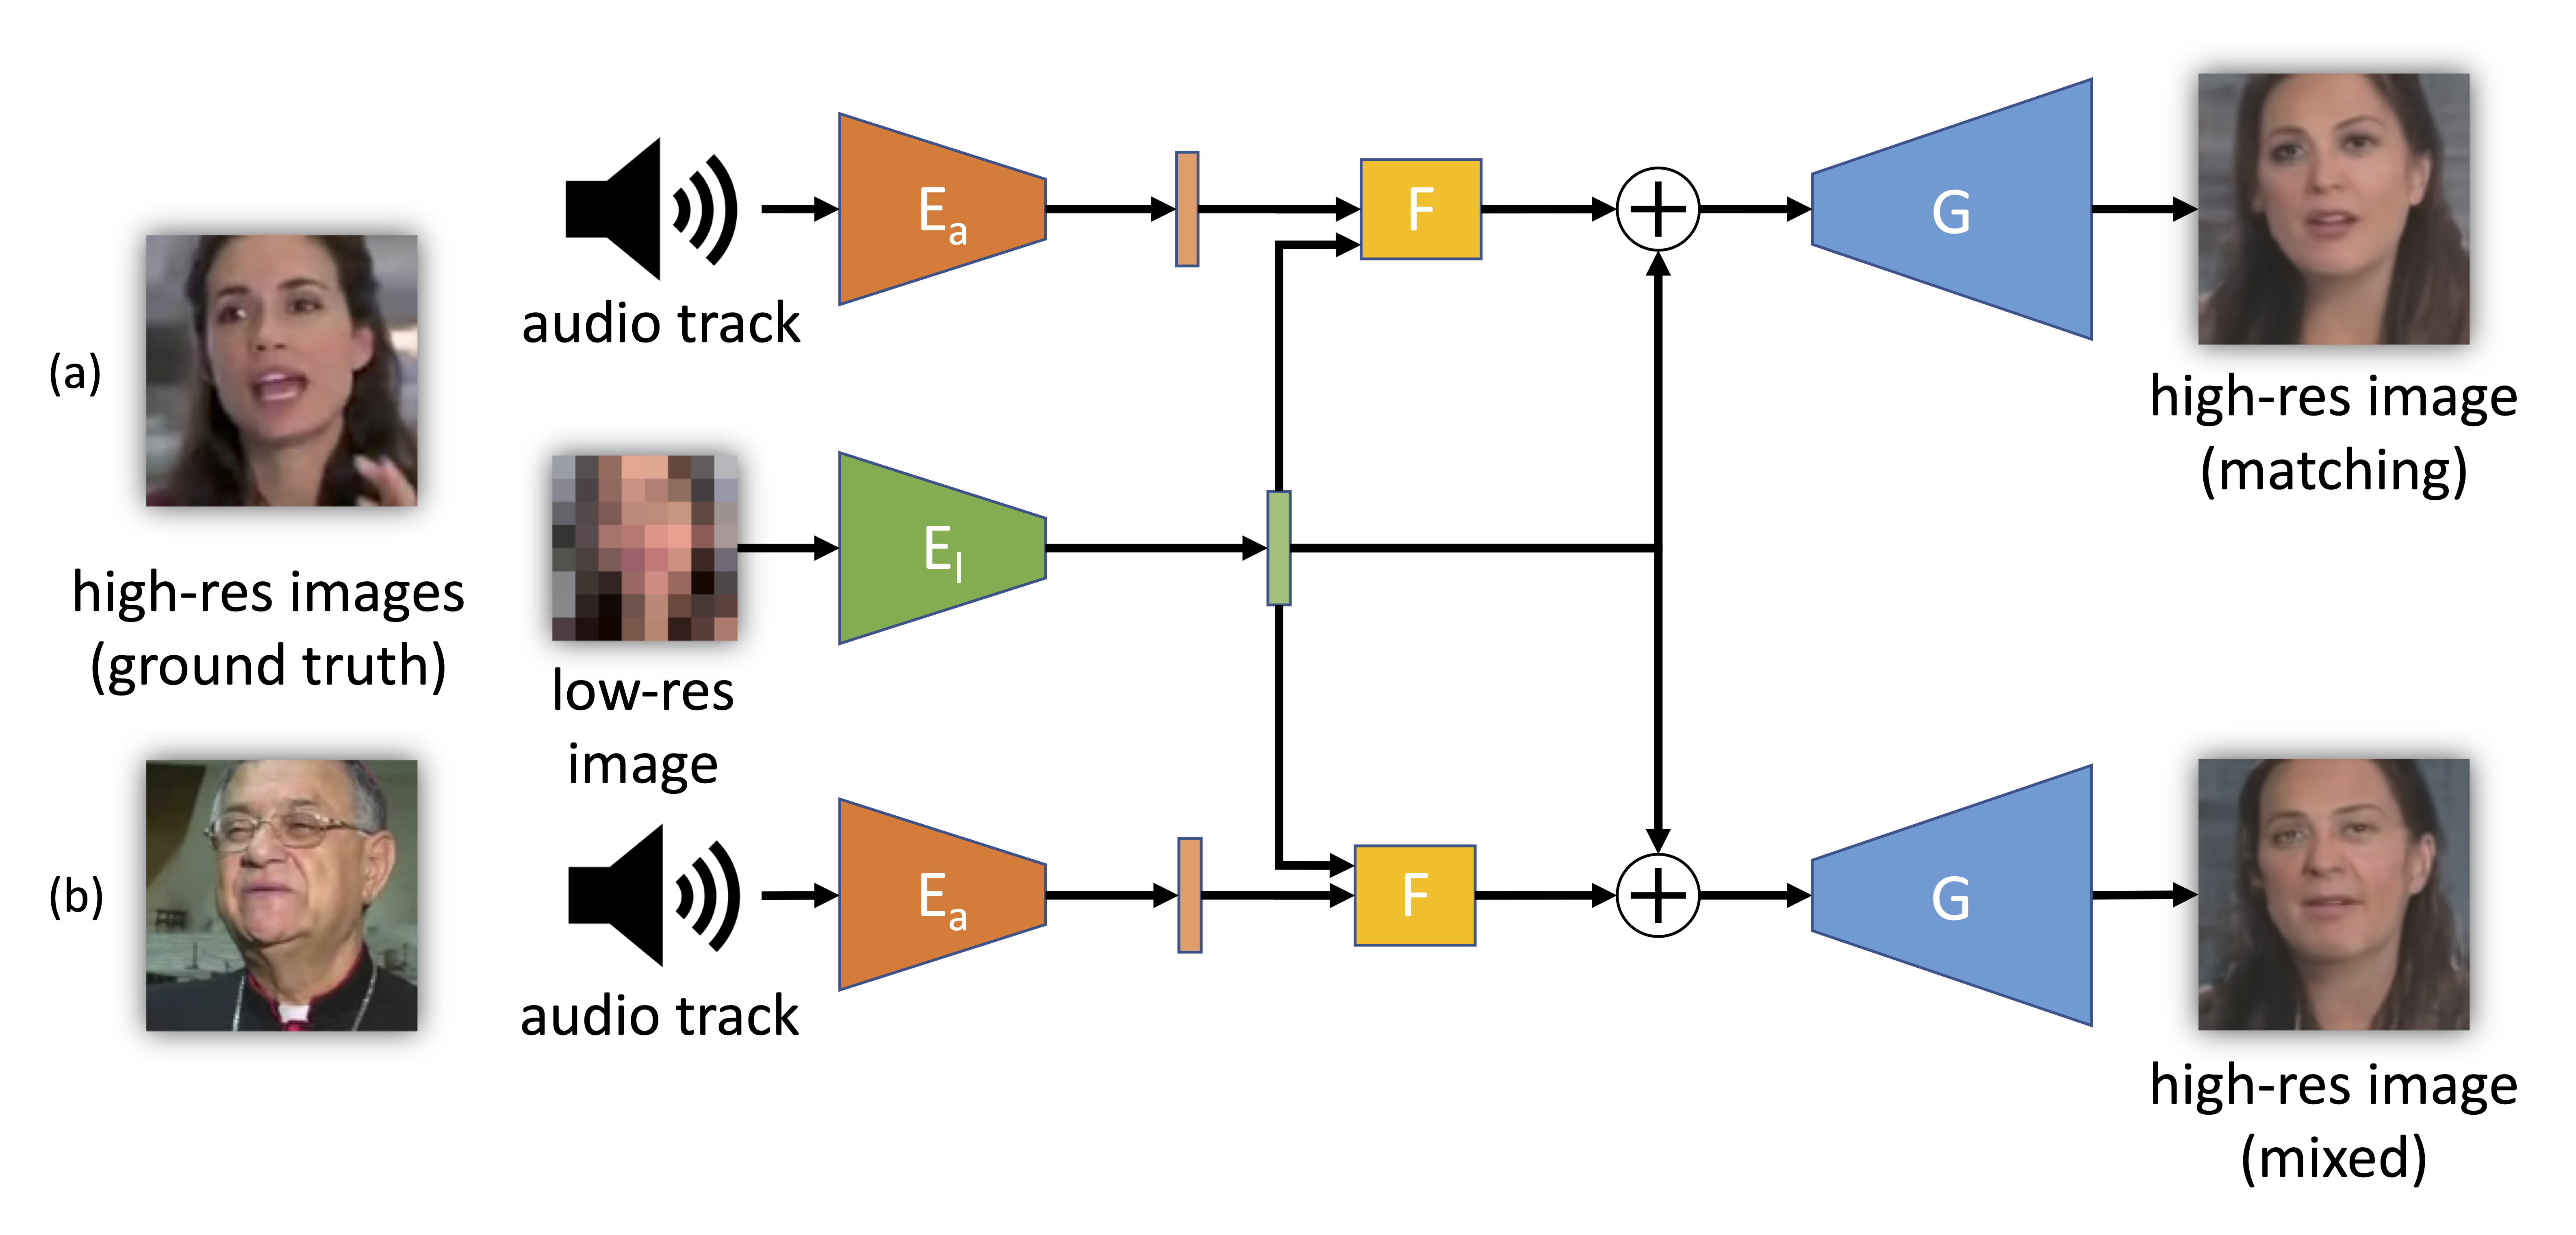 (a)
high-res images
(ground truth)
(b)
audio track
low-res
image
audio track
E_a
E_l
E_a
F
F
G
G
high-res image
(matching)
high-res image
(mixed)